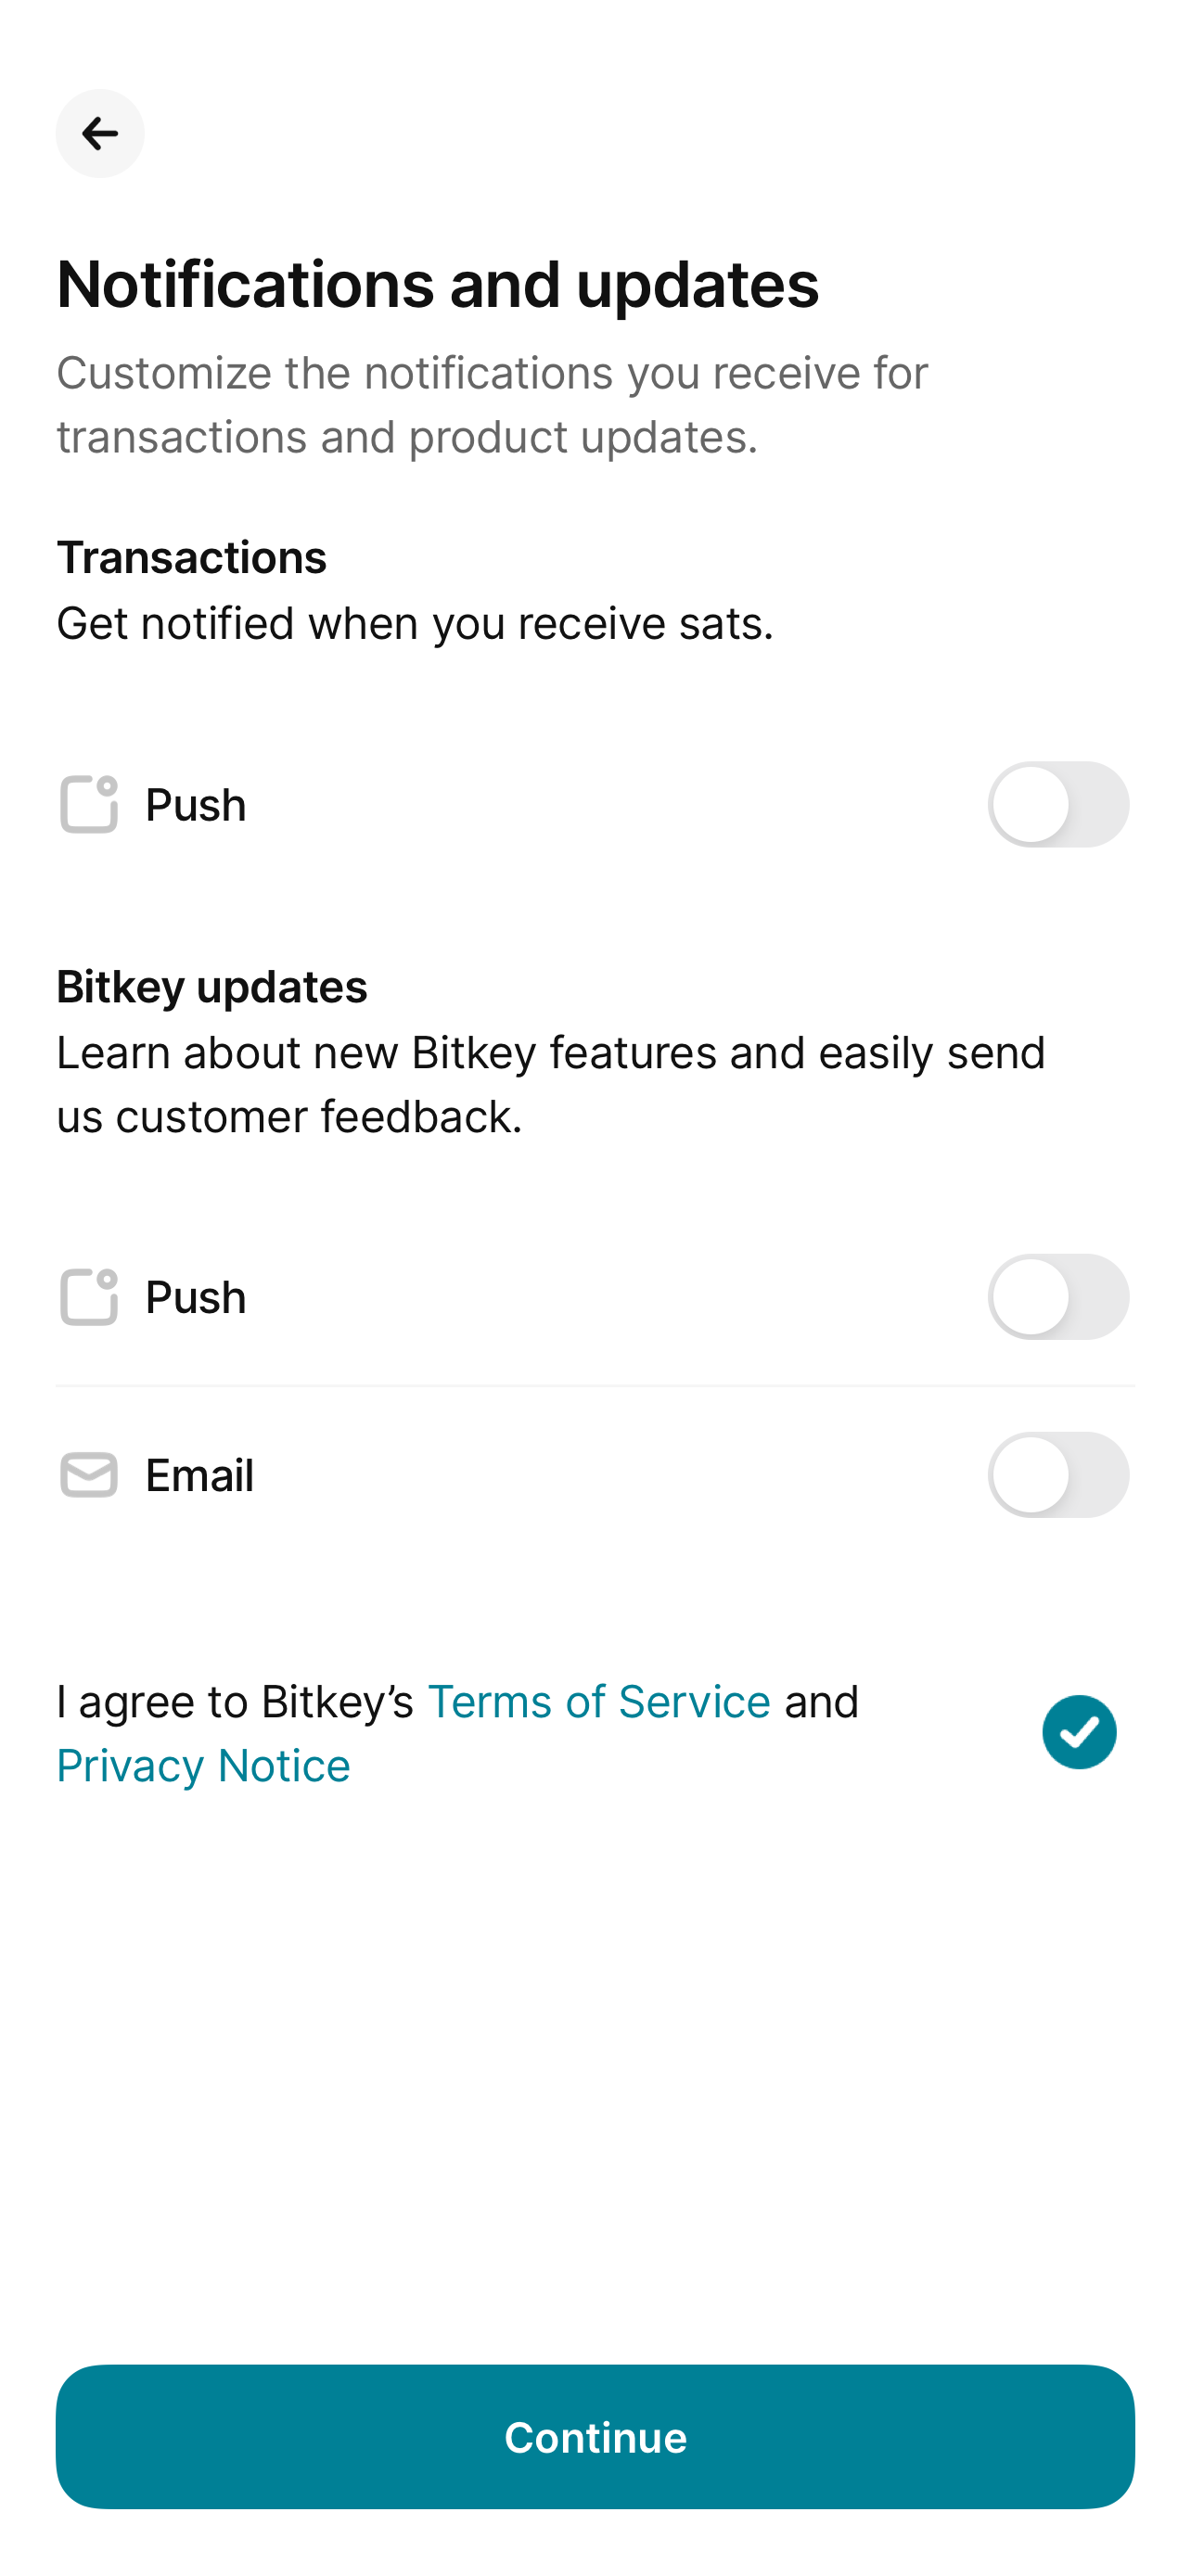 Notifications and updates
Customize the notifications you receive for
transactions and product updates.
Transactions
Get notified when you receive sats.
Push
Bitkey updates
Learn about new Bitkey features and easily send
us customer feedback.
Push
Email
I agree to Bitkey’s Terms of Service and
Privacy Notice
Continue